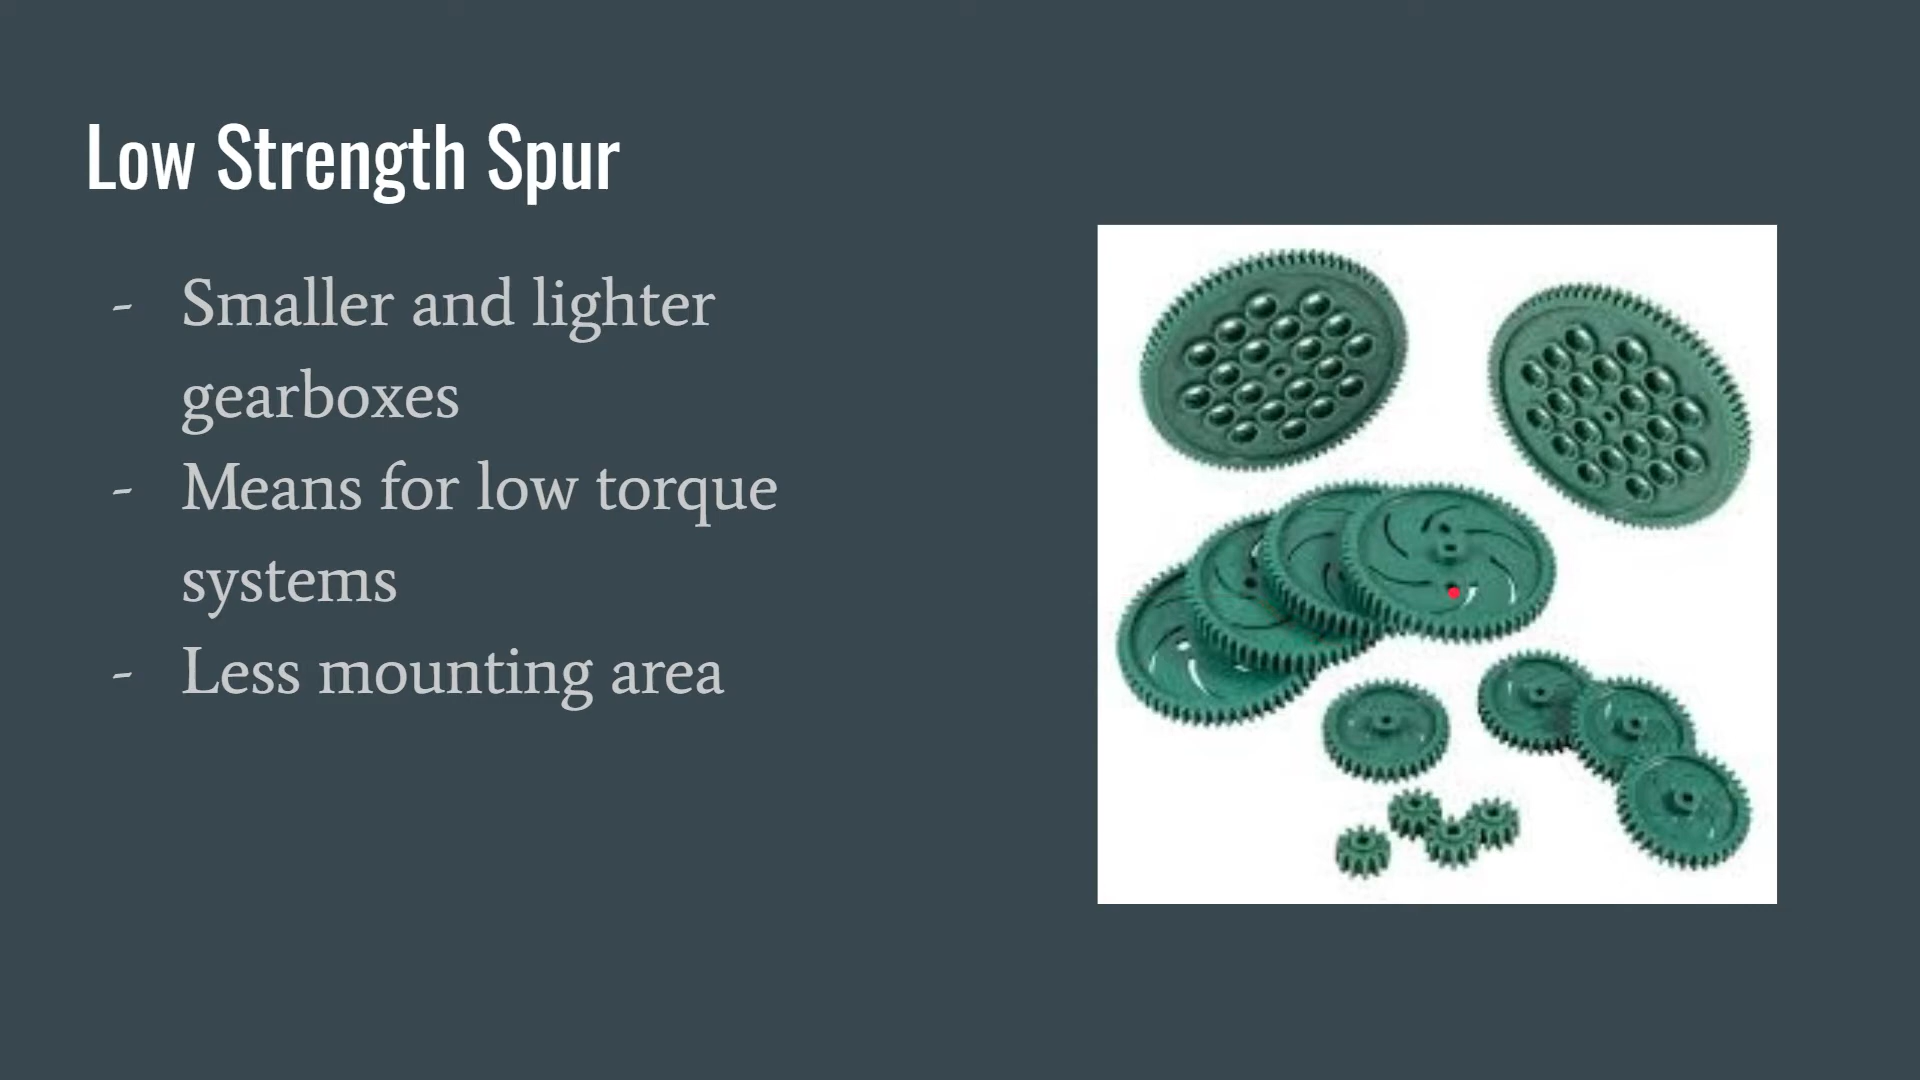 Low Strength Spur
- Smaller and lighter
gearboxes
- Means for low torque
systems
- Less mounting area